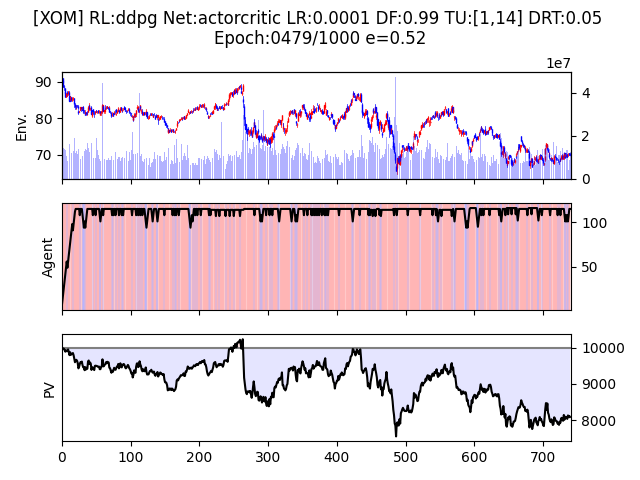 [XOM] RL:ddpg Net:actorcritic LR:0.0001 DF:0.99 TU:[1,14] DRT:0.05
Epoch:0479/1000 e=0.52
1e7
90
80
70
Env.
4
2
0
Agent
100
50
PV
10000
9000
8000
0 100 200 300 400 500 600 700